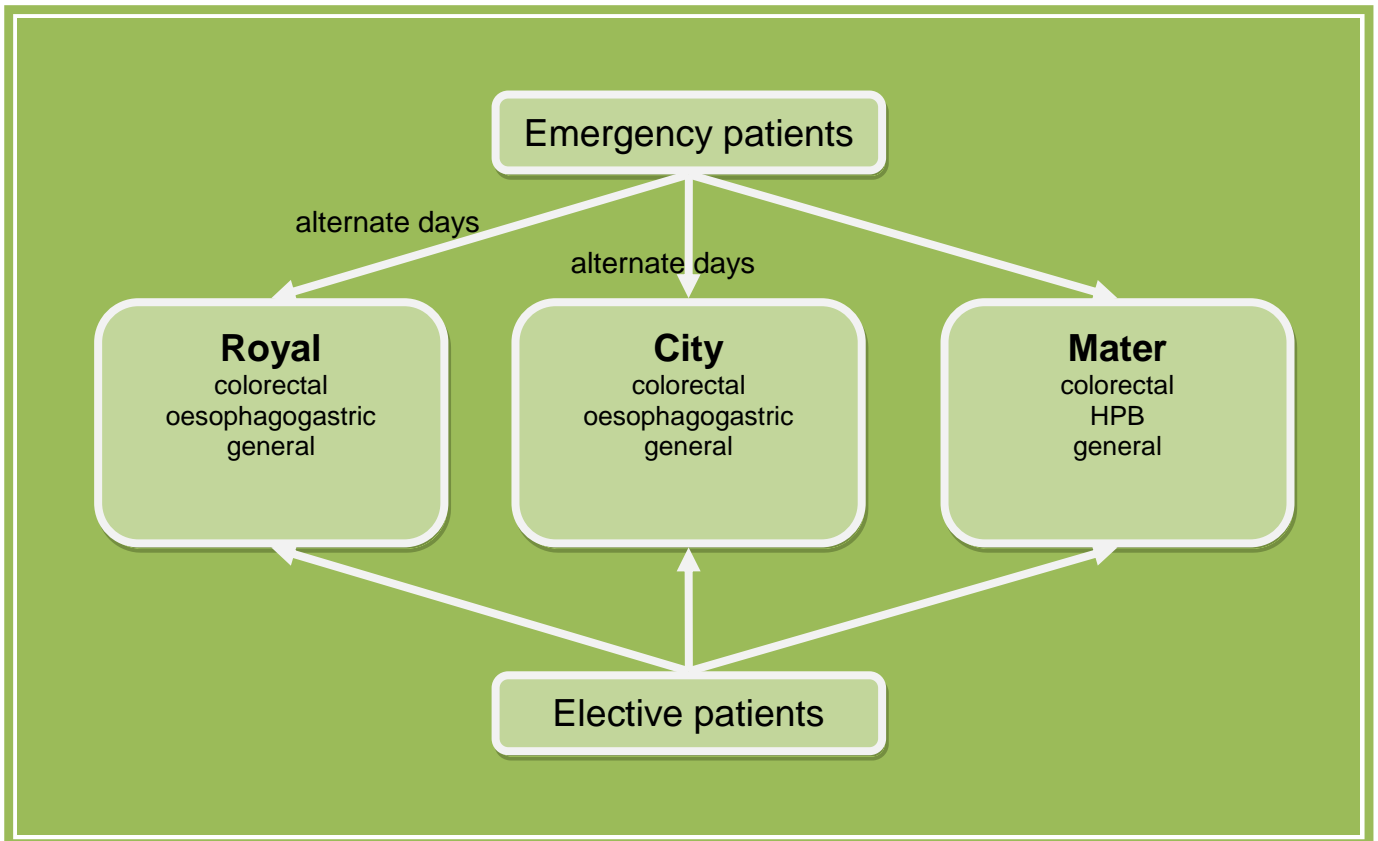 Emergency patients
alternate days
alternate days
Royal
colorectal
oesophagogastric
general
City
colorectal
oesophagogastric
general
Mater
colorectal
HPB
general
Elective patients